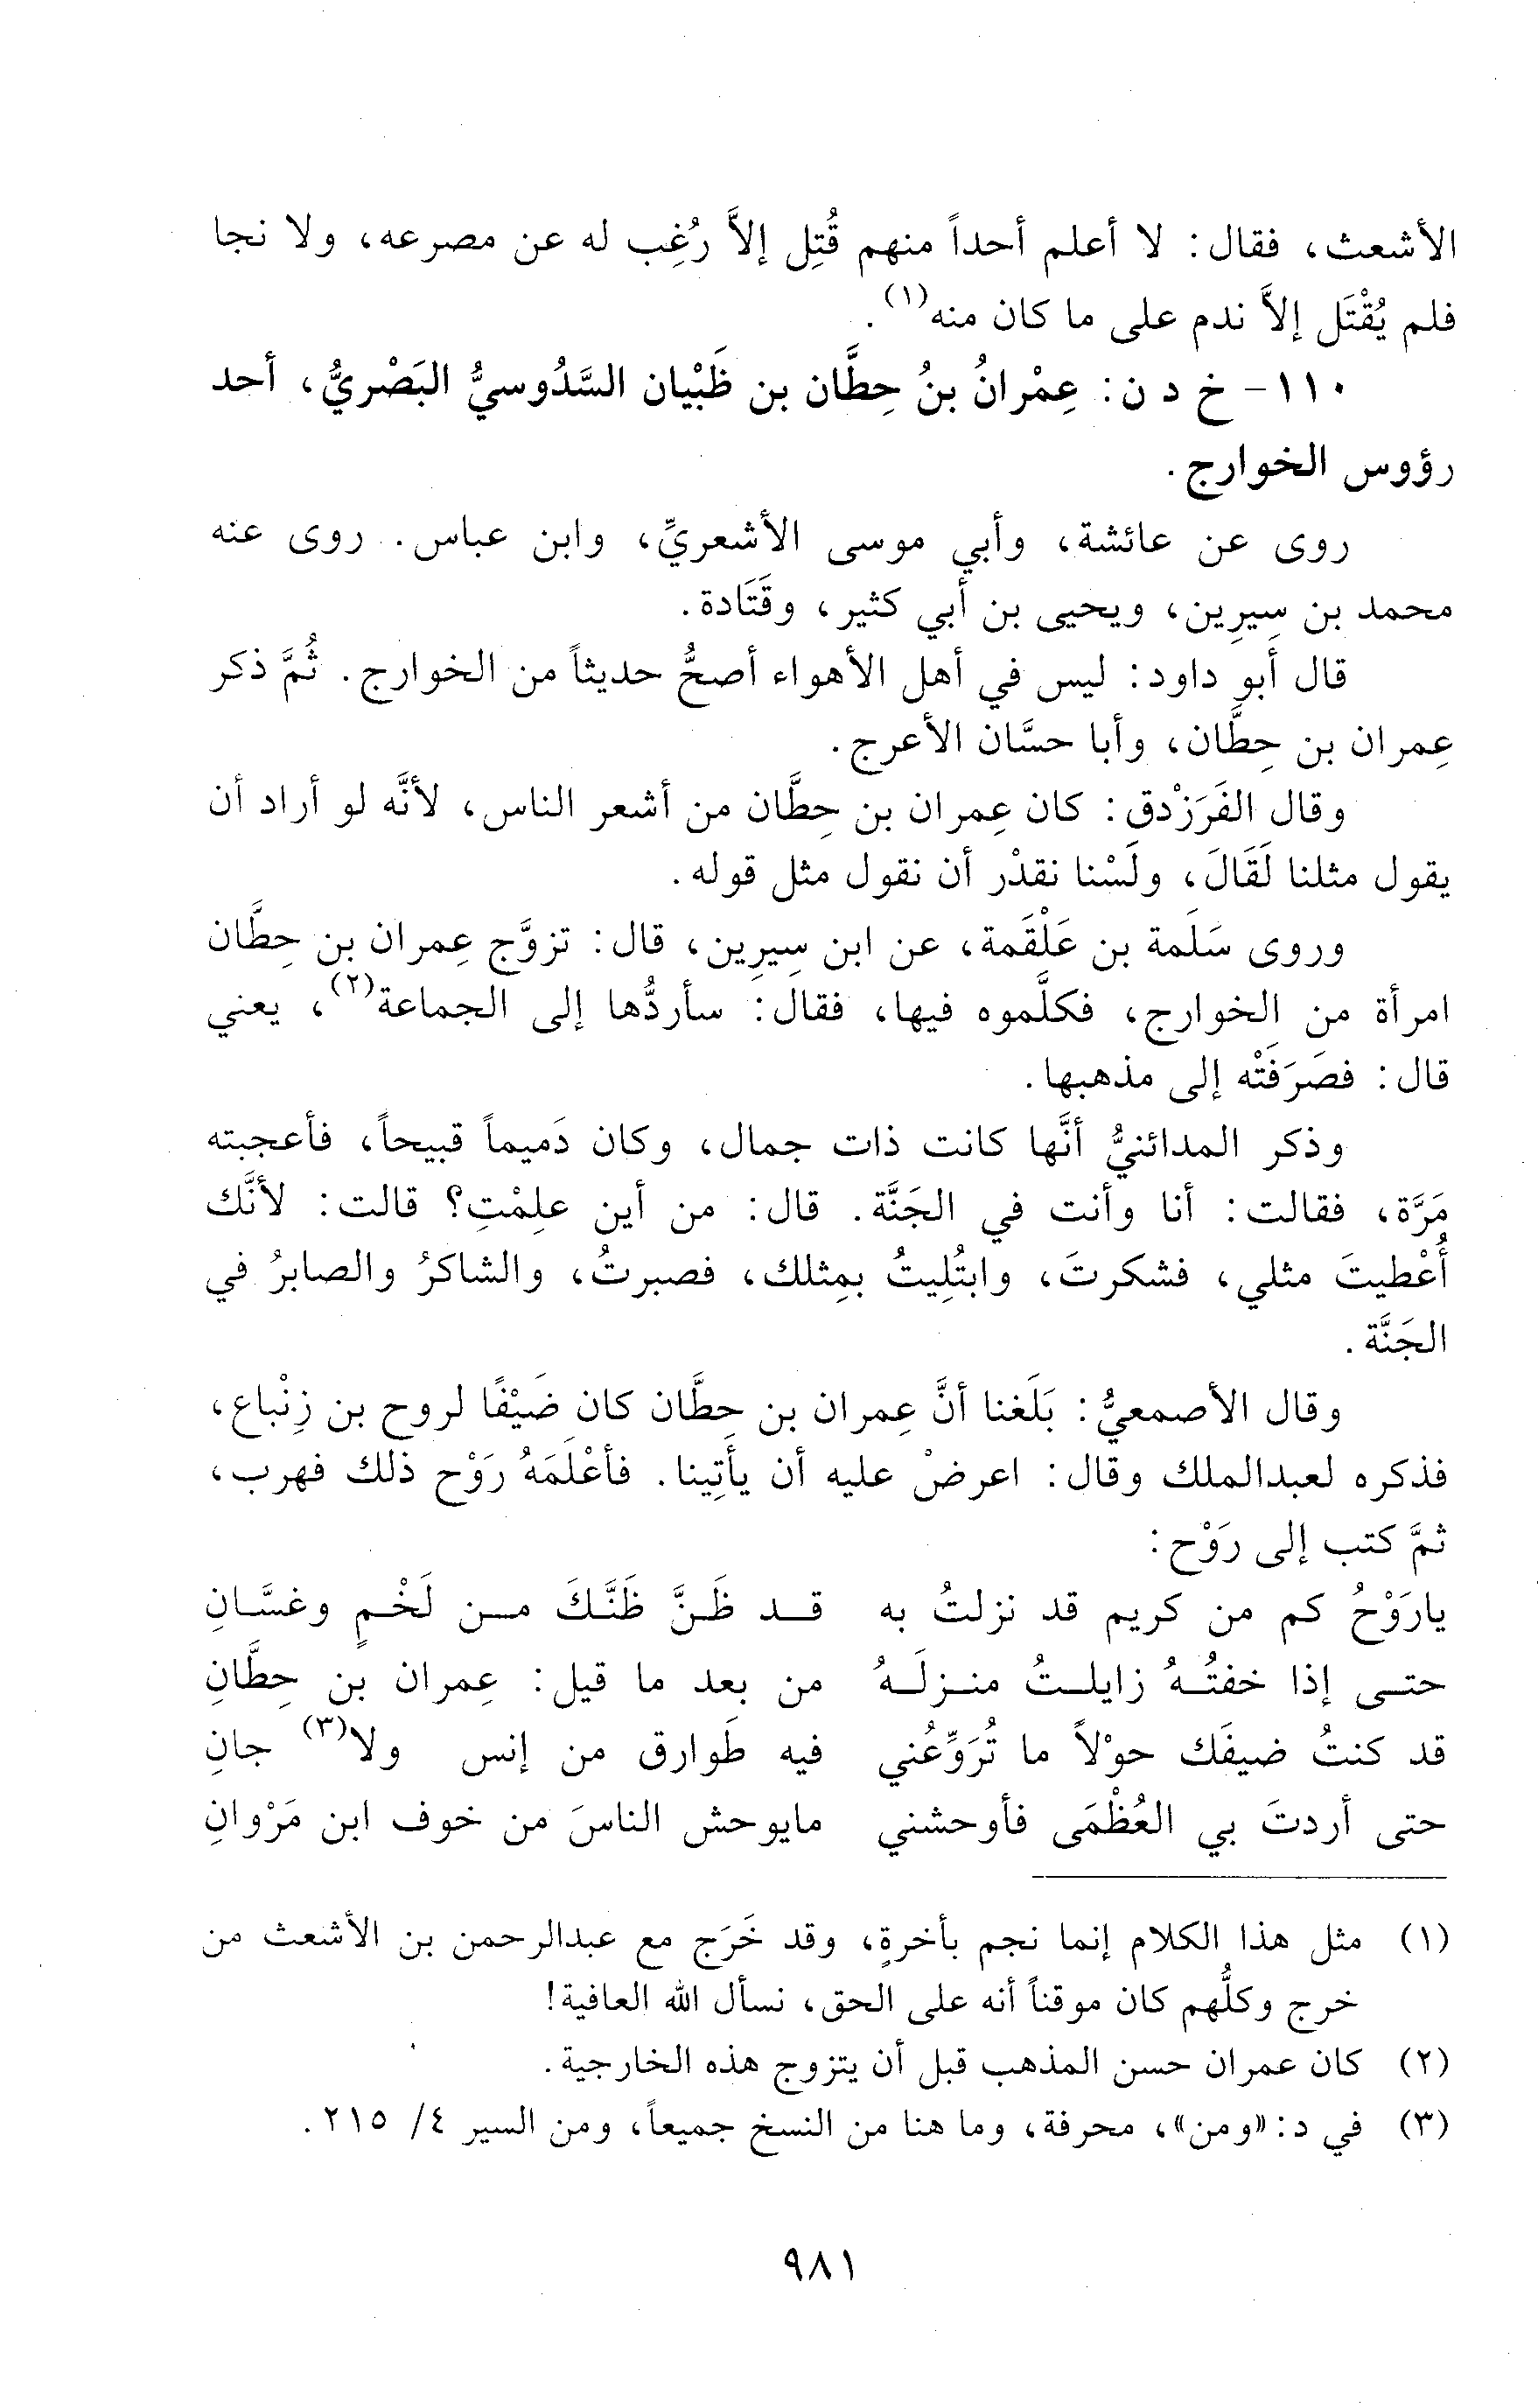 الأشعث، فقال: لا أعلم أحداً منهم قُتِل إلاَّ رُغِب له عن مصرعه، ولا نجا
فلم يُقْتَل إلاَّ ندم على ما كان منه(١).
١١٠- خ د ن: عِمْرانُ بنُ حِطَّان بن ظَبْيان السَّدُوسيُّ البَصْريُّ، أحد
رؤوس الخوارج.
روى عن عائشة، وأبي موسى الأشعريِّ، وابن عباس. روى عنه
محمد بن سِيرِين، ويحيى بن أبي كثير، وقَتَادة.
قال أبو داود: ليس في أهل الأهواء أصحُّ حديثاً من الخوارج. ثُمَّ ذكر
عِمران بن حِطَّان، وأبا حسَّان الأعرج.
وقال الفَرَزْدق: كان عِمران بن حِطَّان من أشعر الناس، لأنَّه لو أراد أن
يقول مثلنا لَقَالَ، ولَسْنا نقدْر أن نقول مثل قوله.
وروى سَلَمة بن عَلْقَمة، عن ابن سِيرِين، قال: تزوَّج عِمران بن حِطَّان
امرأة من الخوارج، فكلَّموه فيها، فقال: سأردُّها إلى الجماعة(٢)، يعني
قال: فصَرَفَتْه إلى مذهبها.
وذكر المدائنيُّ أنَّها كانت ذات جمال، وكان دَميماً قبيحاً، فأعجبته
مَرَّة، فقالت: أنا وأنت في الجَنَّة. قال: من أين علِمْتِ؟ قالت: لأنَّك
أُعْطيتَ مثلي، فشكرتَ، وابتُلِيتُ بمِثلك، فصبرتُ، والشاكرُ والصابرُ في
الجَنَّة.
وقال الأصمعيُّ: بَلَغنا أنَّ عِمران بن حِطَّان كان ضَيْفًا لروح بن زِنْباع،
فذكره لعبدالملك وقال: اعرضْ عليه أن يأتِينا. فأعْلَمَهُ رَوْح ذلك فهرب،
ثمَّ كتب إلى رَوْح:
يارَوْحُ كم من كريم قد نزلتُ به قد ظَنَّ ظَنَّكَ من لَخْمٍ وغسَّانِ
حتى إذا خفتُهُ زايلتُ منزلَهُ من بعد ما قيل: عِمران بن حِطَّانِ
قد كنتُ ضيفَك حوْلاً ما تُرَوِّعُني فيه طَوارق من إنس ولا(٣) جانِ
حتى أردتَ بي العُظْمَى فأوحشني مايوحش الناسَ من خوف ابن مَرْوانِ
(١) مثل هذا الكلام إنما نجم بأخرةٍ، وقد خَرَج مع عبدالرحمن بن الأشعث من
خرج وكلُّهم كان موقناً أنه على الحق، نسأل الله العافية!
(٢) كان عمران حسن المذهب قبل أن يتزوج هذه الخارجية.
(٣) في د: «ومن»، محرفة، وما هنا من النسخ جميعاً، ومن السير ٤/ ٢١٥.
٩٨١